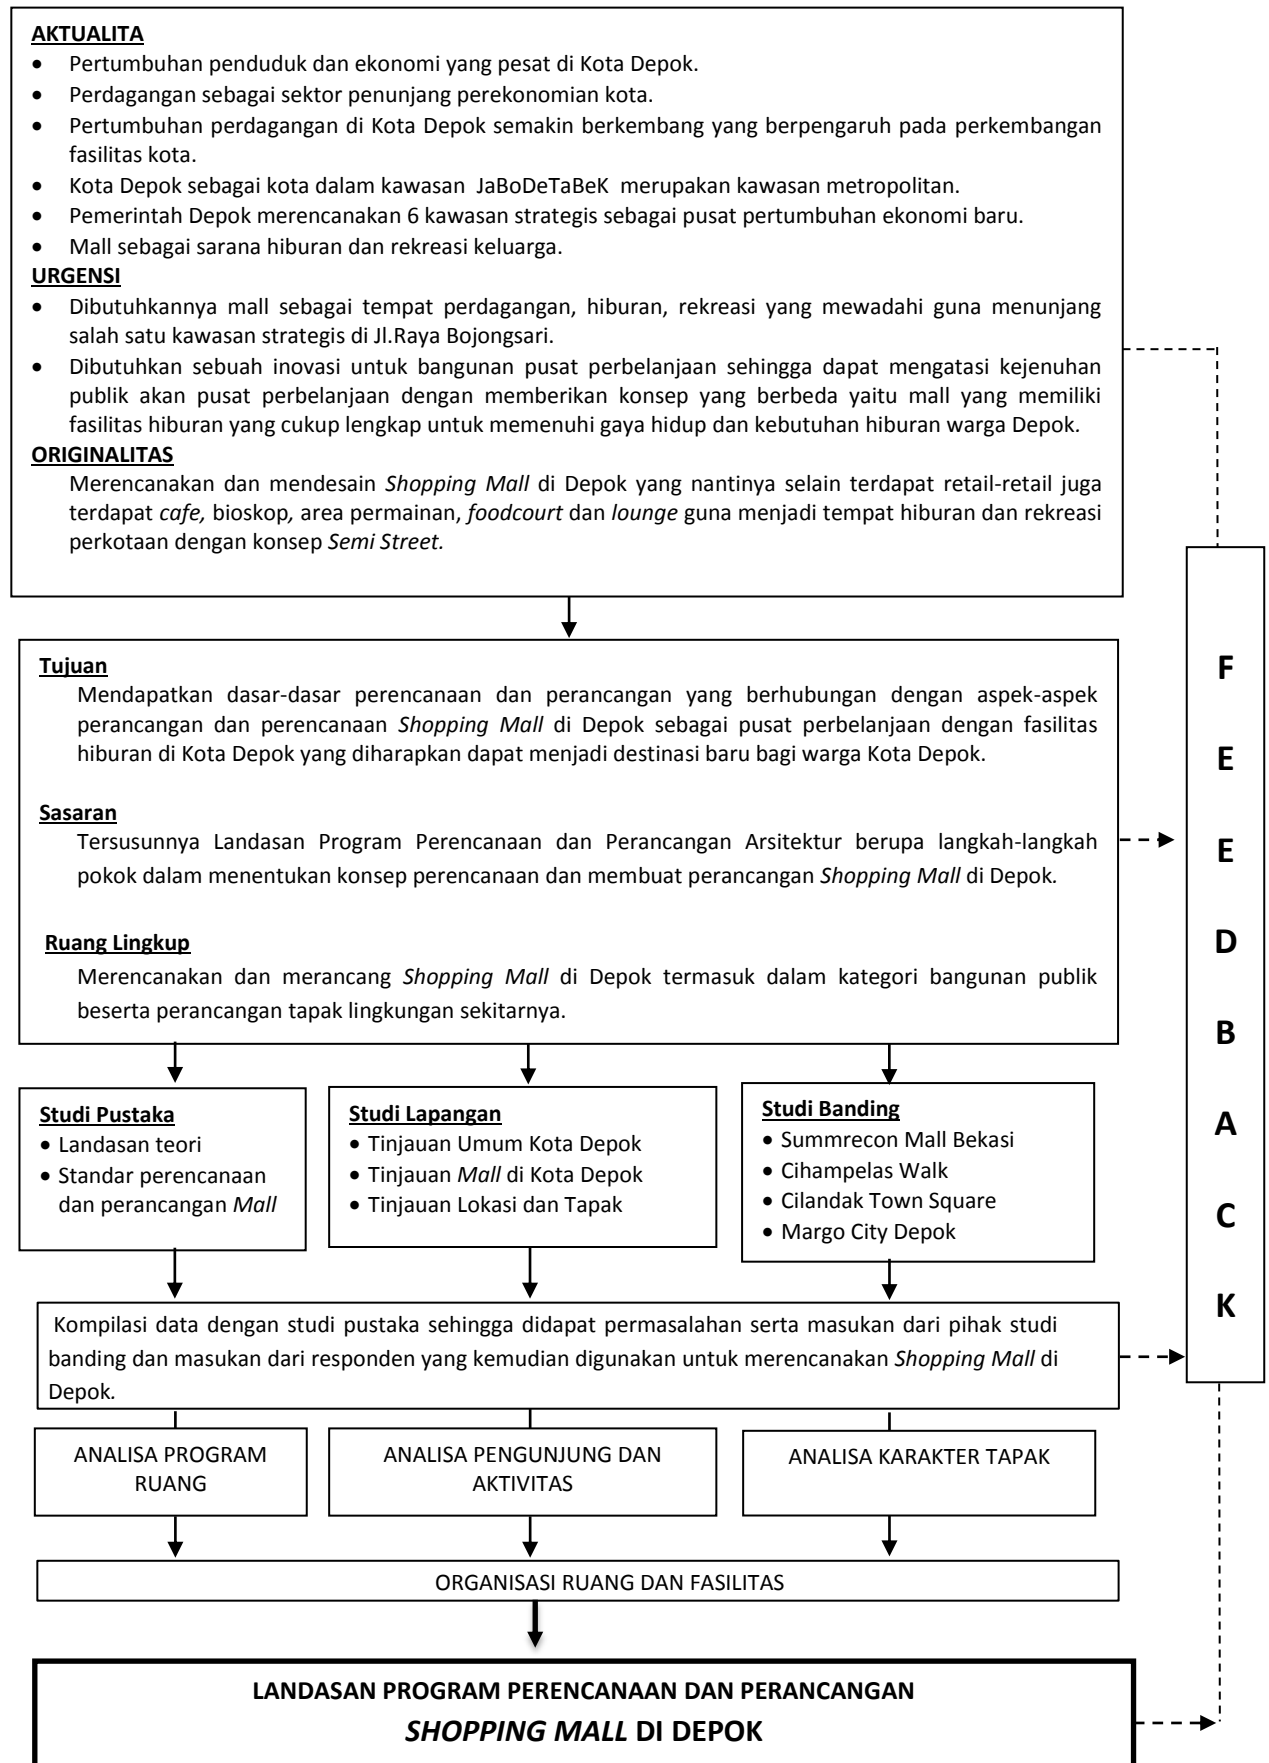 AKTUALITA
• Pertumbuhan penduduk dan ekonomi yang pesat di Kota Depok.
• Perdagangan sebagai sektor penunjang perekonomian kota.
• Pertumbuhan perdagangan di Kota Depok semakin berkembang yang berpengaruh pada perkembangan
fasilitas kota.
• Kota Depok sebagai kota dalam kawasan JaBoDeTaBeK merupakan kawasan metropolitan.
• Pemerintah Depok merencanakan 6 kawasan strategis sebagai pusat pertumbuhan ekonomi baru.
• Mall sebagai sarana hiburan dan rekreasi keluarga.
URGENSI
• Dibutuhkannya mall sebagai tempat perdagangan, hiburan, rekreasi yang mewadahi guna menunjang
salah satu kawasan strategis di Jl.Raya Bojongsari.
• Dibutuhkan sebuah inovasi untuk bangunan pusat perbelanjaan sehingga dapat mengatasi kejenuhan
publik akan pusat perbelanjaan dengan memberikan konsep yang berbeda yaitu mall yang memiliki
fasilitas hiburan yang cukup lengkap untuk memenuhi gaya hidup dan kebutuhan hiburan warga Depok.
ORIGINALITAS
Merencanakan dan mendesain Shopping Mall di Depok yang nantinya selain terdapat retail-retail juga
terdapat cafe, bioskop, area permainan, foodcourt dan lounge guna menjadi tempat hiburan dan rekreasi
perkotaan dengan konsep Semi Street.
Tujuan
Mendapatkan dasar-dasar perencanaan dan perancangan yang berhubungan dengan aspek-aspek
perancangan dan perencanaan Shopping Mall di Depok sebagai pusat perbelanjaan dengan fasilitas
hiburan di Kota Depok yang diharapkan dapat menjadi destinasi baru bagi warga Kota Depok.
Sasaran
Tersusunnya Landasan Program Perencanaan dan Perancangan Arsitektur berupa langkah-langkah
pokok dalam menentukan konsep perencanaan dan membuat perancangan Shopping Mall di Depok.
Ruang Lingkup
Merencanakan dan merancang Shopping Mall di Depok termasuk dalam kategori bangunan publik
beserta perancangan tapak lingkungan sekitarnya.
F
E
E
D
B
A
C
K
Studi Pustaka
• Landasan teori
• Standar perencanaan
dan perancangan Mall
Studi Lapangan
• Tinjauan Umum Kota Depok
• Tinjauan Mall di Kota Depok
• Tinjauan Lokasi dan Tapak
Studi Banding
• Summrecon Mall Bekasi
• Cihampelas Walk
• Cilandak Town Square
• Margo City Depok
Kompilasi data dengan studi pustaka sehingga didapat permasalahan serta masukan dari pihak studi
banding dan masukan dari responden yang kemudian digunakan untuk merencanakan Shopping Mall di
Depok.
ANALISA PROGRAM
RUANG
ANALISA PENGUNJUNG DAN
AKTIVITAS
ANALISA KARAKTER TAPAK
ORGANISASI RUANG DAN FASILITAS
LANDASAN PROGRAM PERENCANAAN DAN PERANCANGAN
SHOPPING MALL DI DEPOK